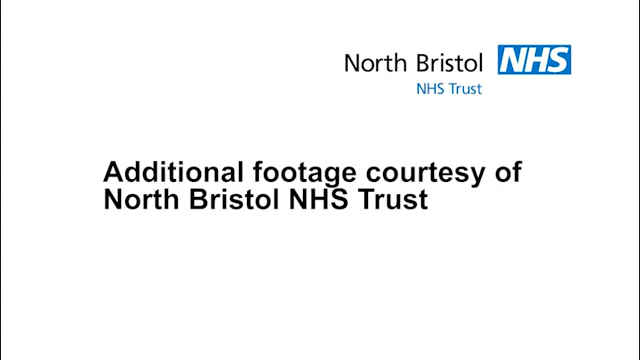 North Bristol NHS
NHS Trust
Additional footage courtesy of
North Bristol NHS Trust